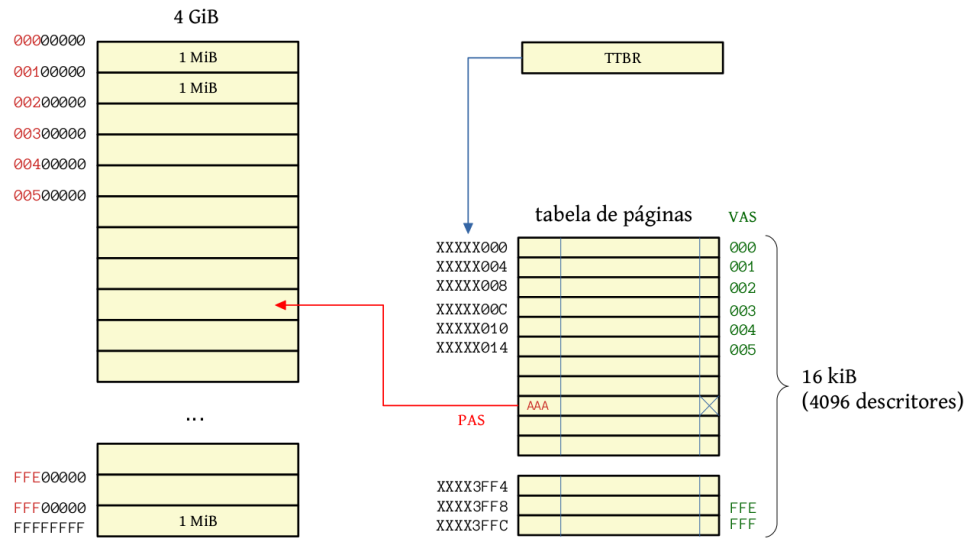 4 GiB
00000000
1 MiB
00100000
1 MiB
00200000
00300000
00400000
00500000
...
FFE00000
FFF00000
1 MiB
FFFFFFFF
TTBR
tabela de páginas
VAS
XXXXX000
000
XXXXX004
001
XXXXX008
002
XXXXX00C
003
XXXXX010
004
XXXXX014
005
AAA
PAS
XXXX3FF4
XXXX3FF8
FFE
XXXX3FFC
FFF
16 kiB
(4096 descritores)